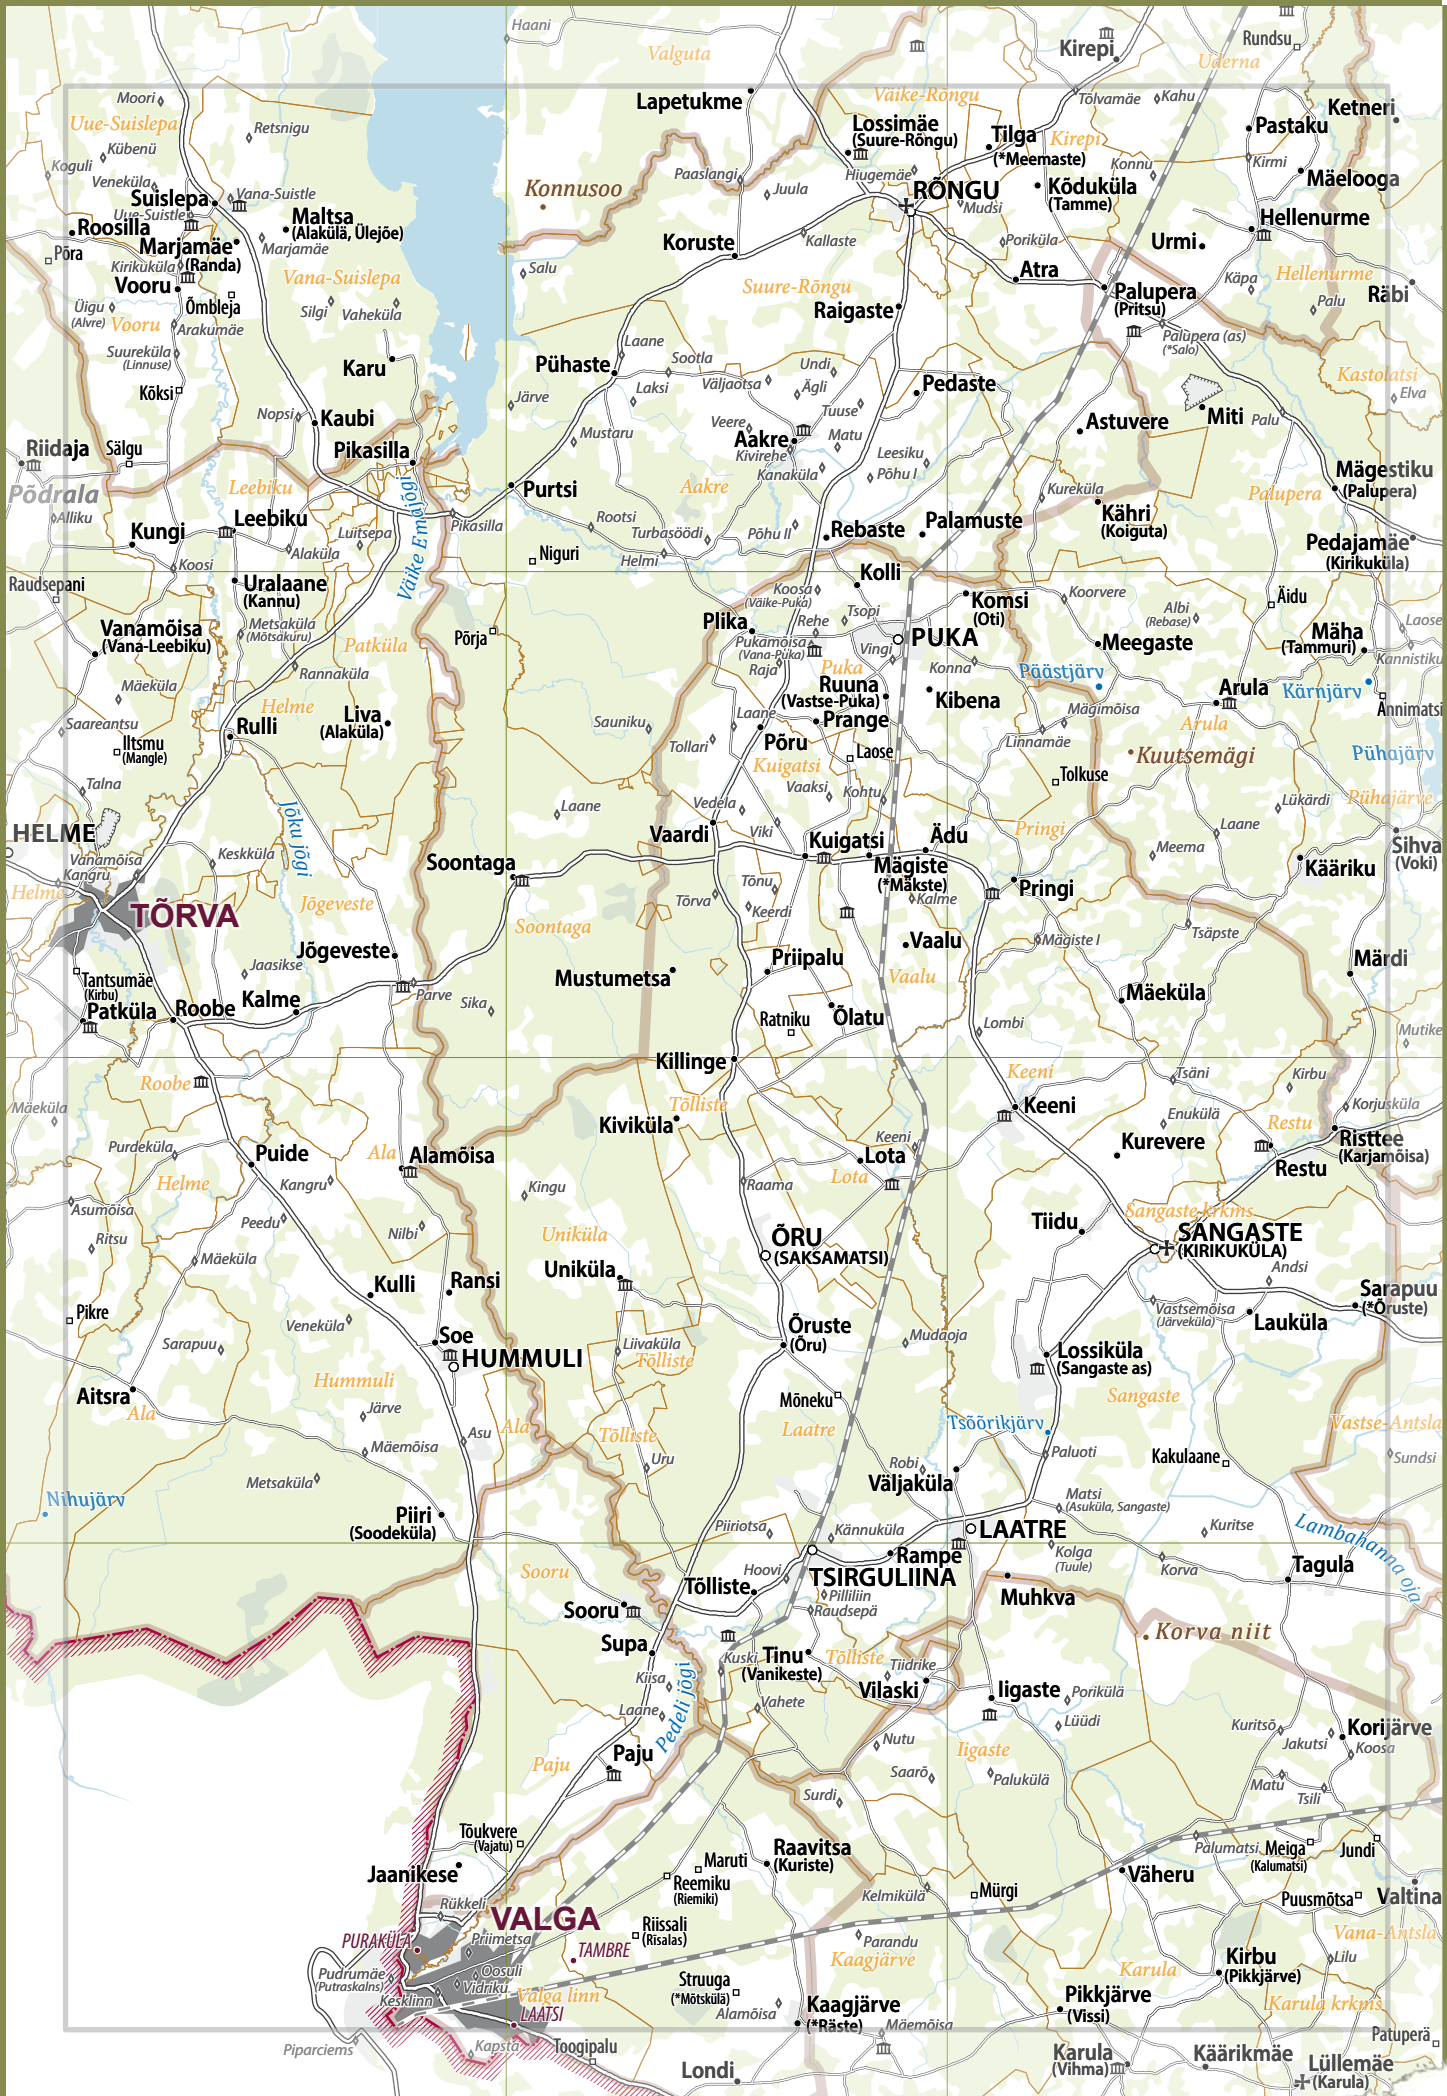 Haani
Valguta
Kirepi
Rundsu
Uderna
Moori
Lapetukme
Väike-Rõngu
Tõlvamäe
Kahu
Ketneri
Uue-Suislepa
Retsnigu
Lossimäe
(Suure-Rõngu)
Tilga
(*Meemaste)
Kirepi
Pastaku
Kübenü
Koguli
Veneküla
Paaslangi
Juula
Hiugemäe
Konnu
Kirmi
Mäelooga
Konnusoo
RÕNGU
Kõduküla
(Tamme)
Suislepa
Vana-Suistle
Uue-Suistle
Maltsa
(Alakülä, Ülejõe)
Mudsi
Hellenurme
Roosilla
Marjamäe
(Randa)
Marjamäe
Koruste
Kallaste
Poriküla
Urmi
Põra
Kirikuküla
Vooru
Vana-Suislepa
Salu
Suure-Rõngu
Atra
Käpa
Hellenurme
Räbi
Õmbleja
Üigu
(Alvre)
Vooru
Arakumäe
Silgi
Vaheküla
Raigaste
Palupera
(Pritsu)
Palu
Suureküla
(Linnuse)
Laane
Palupera (as)
(*Salo)
Karu
Pühaste
Sootla
Väljaotsa
Undi
Ägli
Kastolatsi
Kõksi
Laksi
Pedaste
Elva
Järve
Nopsi
Kaubi
Veere
Tuuse
Astuvere
Miti
Palu
Mustaru
Aakre
Kivirehe
Matu
Riidaja
Sälgu
Pikasilla
Leesiku
Kanaküla
Põhu I
Mägestiku
(Palupera)
Põdrala
Leebiku
Purtsi
Aakre
Kureküla
Palupera
Alliku
Väike Emajõgi
Kähri
(Koiguta)
Kungi
Leebiku
Luitsepa
Pikasilla
Rootsi
Turbasöödi
Põhu II
Rebaste
Palamuste
Pedajamäe
(Kirikuküla)
Alaküla
Niguri
Helmi
Koosi
Raudsepani
Uralaane
(Kannu)
Kolli
Koosa
(Väike-Puka)
Komsi
(Oti)
Koorvere
Äidu
Albi
(Rebase)
Metsaküla
(Mõtsakuru)
Plika
Rehe
Tsopi
Laose
Vanamõisa
(Vana-Leebiku)
Patküla
Põrja
Pukamõisa
(Vana-Puka)
PUKA
Meegaste
Mäha
(Tammuri)
Vingi
Rannaküla
Raja
Puka
Konna
Päästjärv
Kannistiku
Mäeküla
Ruuna
(Vastse-Puka)
Kibena
Arula
Kärnjärv
Helme
Liva
(Alaküla)
Saareantsu
Rulli
Sauniku
Laane
Prange
Mägimõisa
Annimatsi
Iltsmu
(Mangle)
Tollari
Põru
Arula
Linnamäe
Laose
Kuutsemägi
Pühajärv
Talna
Kuigatsi
Tolkuse
Vaaksi
Kohtu
Lükärdi
Pühajärve
Jõku jõgi
Laane
Vedela
HELME
Vaardi
Viki
Kuigatsi
Ädu
Pringi
Laane
Sihva
(Voki)
Vanamõisa
Kangru
Keskküla
Soontaga
Mägiste
(*Mäkste)
Meema
Kääriku
Helme
TÕRVA
Jõgeveste
Tõrva
Tõnu
Kalme
Pringi
Soontaga
Keerdi
Vaalu
Mägiste I
Tsäpste
Jõgeveste
Jaasikse
Priipalu
Mustumetsa
Vaalu
Märdi
Tantsumäe
(Kirbu)
Patküla
Roobe
Kalme
Parve
Sika
Ratniku
Õlatu
Mäeküla
Lombi
Mutike
Killinge
Roobe
Keeni
Tsäni
Kirbu
Mäeküla
Tõlliste
Kiviküla
Keeni
Enukülä
Restu
Korjusküla
Purdeküla
Puide
Ala
Alamõisa
Keeni
Lota
Kurevere
Risttee
(Karjamõisa)
Restu
Helme
Kangru
Kingu
Raama
Lota
Asumõisa
Peedu
Sangaste krkms
Ritsu
Nilbi
Uniküla
ÕRU
(SAKSAMATSI)
Tiidu
SANGASTE
(KIRIKUKÜLA)
Mäeküla
Uniküla
Andsi
Kulli
Ransi
Vastsemõisa
(Järveküla)
Sarapuu
(*Õruste)
Pikre
Veneküla
Õruste
(Õru)
Lauküla
Sarapuu
Soe
HUMMULI
Liivaküla
Tõlliste
Mudaoja
Lossiküla
(Sangaste as)
Aitsra
Hummuli
Mõneku
Sangaste
Ala
Järve
Ala
Tõlliste
Laatre
Tsõõrikjärv
Vastse-Antsla
Asu
Mäemõisa
Uru
Robi
Paluoti
Kakulaane
Sundsi
Metsaküla
Väljaküla
Nihujärv
Piiri
(Soodeküla)
Matsi
(Asuküla, Sangaste)
Piiriotsa
Kännuküla
LAATRE
Kuritse
Lambahanna oja
Sooru
Hoovi
Rampe
Kolga
(Tuule)
Korva
Tagula
TSIRGULIINA
Tõlliste
Muhkva
Sooru
Pilliliin
Raudsepä
Supa
Korva niit
Kuski
Tinu
(Vanikeste)
Tõlliste
Tiidrike
Kiisa
Pedeli jõgi
Vilaski
Iigaste
Porikülä
Laane
Vahete
Lüüdi
Kuritsõ
Korijärve
Nutu
Jakutsi
Koosa
Paju
Paju
Iigaste
Saarõ
Palukülä
Matu
Surdi
Tsili
Tõukvere
(Vajatu)
Raavitsa
(Kuriste)
Palumatsi
Meiga
(Kalumatsi)
Jundi
Jaanikese
Maruti
Väheru
Reemiku
(Riemiki)
Kelmikülä
Mürgi
Puusmõtsa
Valtina
Rükkeli
VALGA
Riissali
(Risalas)
PURAKÜLA
Priimetsa
TAMBRE
Parandu
Vana-Antsla
Kaagjärve
Kirbu
(Pikkjärve)
Lilu
Pudrumäe
(Putraskalns)
Oosuli
Vidriku
Struuga
(*Mõtskülä)
Karula
Kesklinn
Valga linn
LAATSI
Alamõisa
Kaagjärve
(*Räste)
Pikkjärve
(Vissi)
Karula krkms
Mäemõisa
Patuperä
Piparciems
Kapsta
Toogipalu
Londi
Karula
(Vihma)
Käärikmäe
Lüllemäe
(Karula)